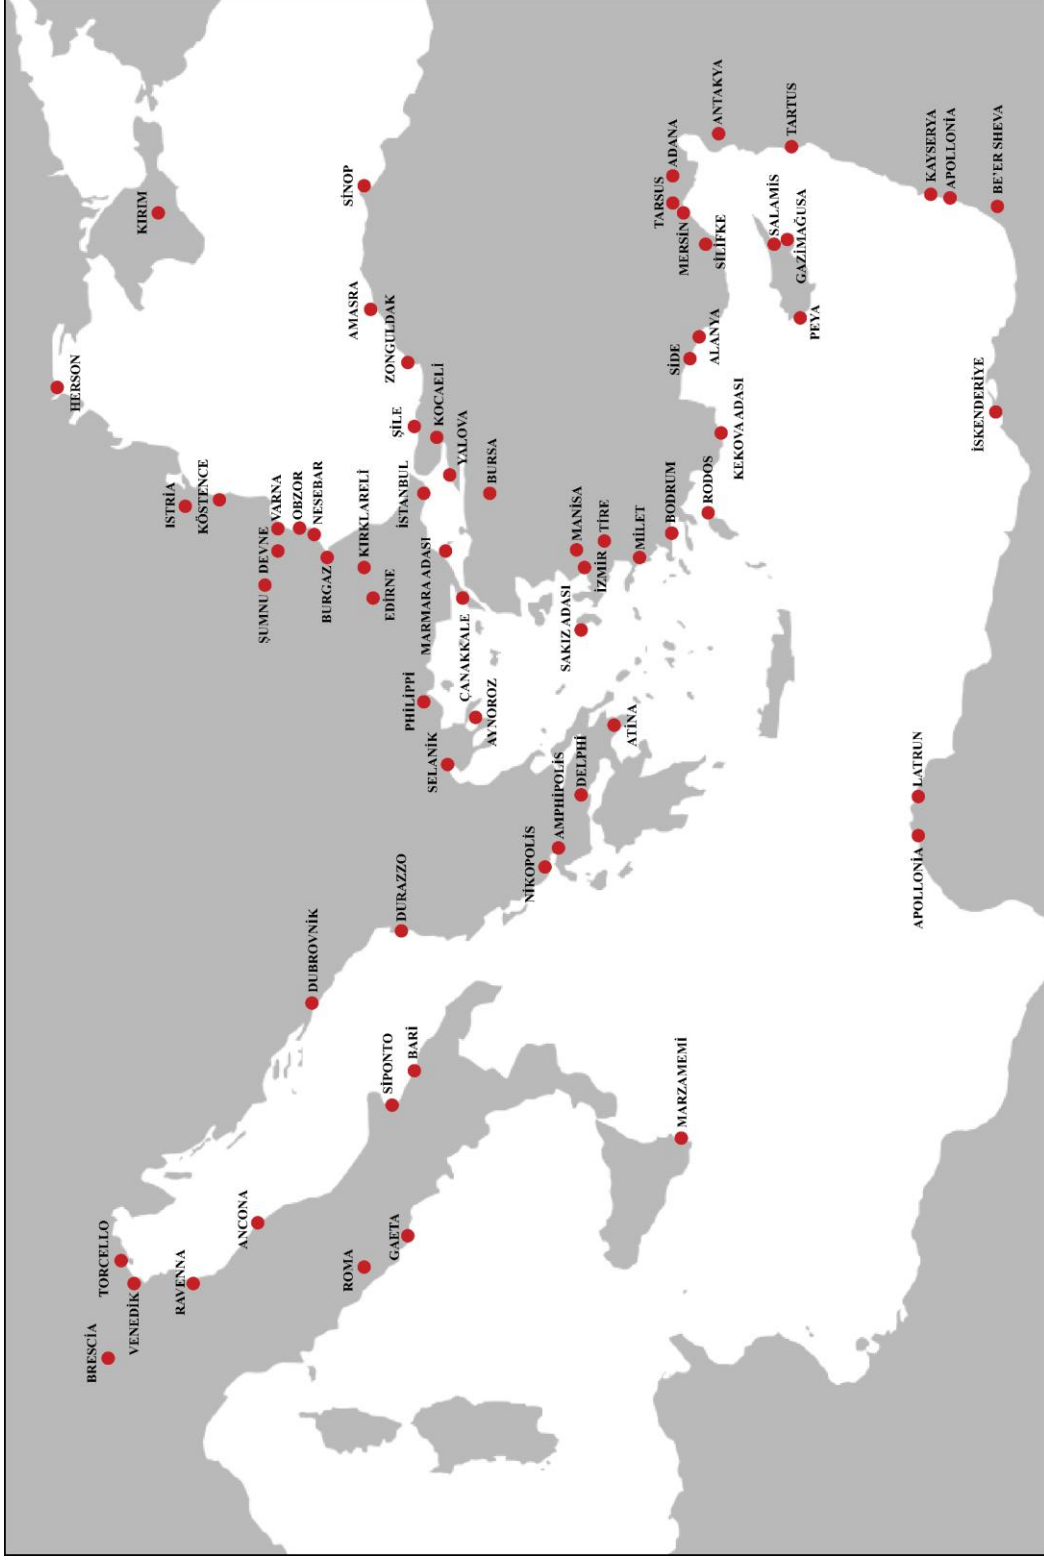 BRESCİA
TORCELLO
VENEDİK
RAVENNA
ANCONA
ROMA
GAETA
SİPONTO
BARİ
MARZAMEMİ
DUBROVNİK
DURAZZO
NİKOPOLİS
AMPHİPOLİS
DELPHİ
ATİNA
SELANİK
PHİLİPPİ
AYNOROZ
ÇANAKKALE
MARMARA ADASI
EDİRNE
KIRKLARELİ
BURGAZ
NESEBAR
OBZOR
VARNA
DEVNE
ŞUMNU
KÖSTENCE
ISTRİA
HERSON
KIRIM
SİNOP
AMASRA
ZONGULDAK
ŞİLE
KOCAELİ
YALOVA
İSTANBUL
BURSA
SAKIZ ADASI
MANİSA
İZMİR
TİRE
MİLET
BODRUM
RODOS
KEKOVA ADASI
SİDE
ALANYA
SİLİFKE
MERSİN
TARSUS
ADANA
ANTAKYA
TARTUS
SALAMİS
GAZİMAĞUSA
PEYA
KAYSERYA
APOLLONİA
BE'ER SHEVA
İSKENDERİYE
LATRUN
APOLLONİA